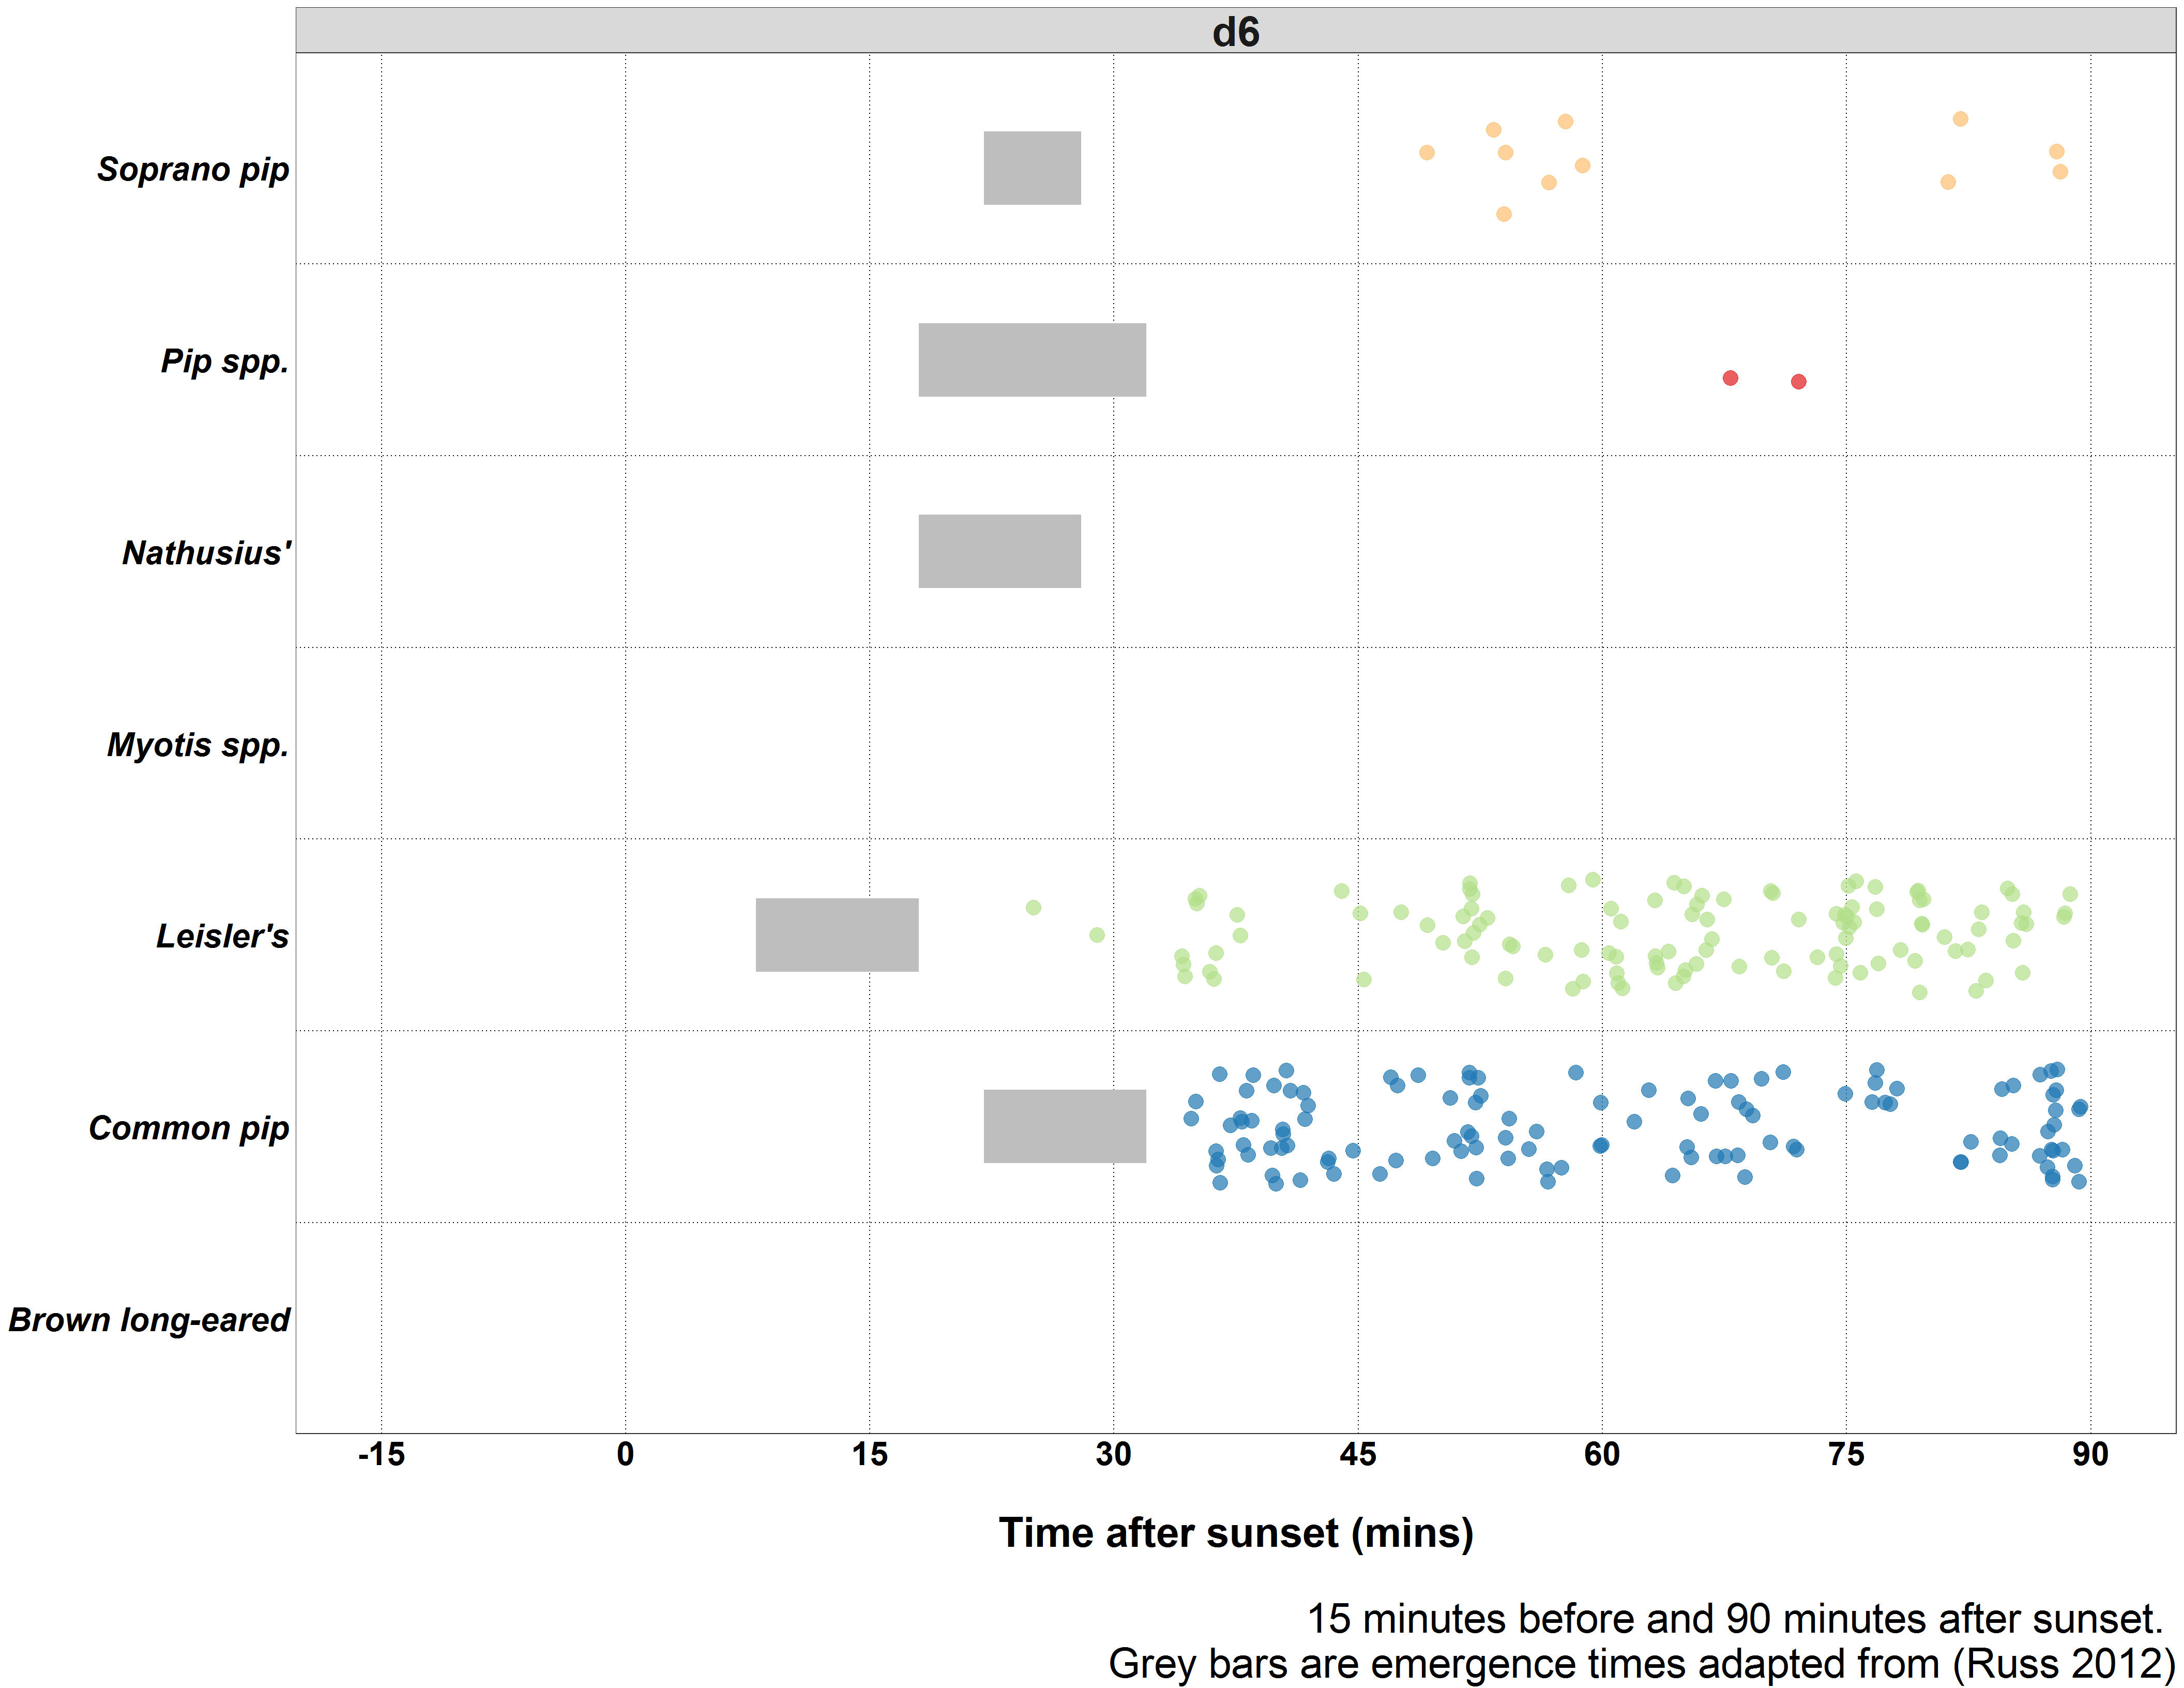 d6
Soprano pip
Pip spp.
Nathusius'
Myotis spp.
Leisler's
Common pip
Brown long-eared
-15 0 15 30 45 60 75 90
Time after sunset (mins)
15 minutes before and 90 minutes after sunset.
Grey bars are emergence times adapted from (Russ 2012)